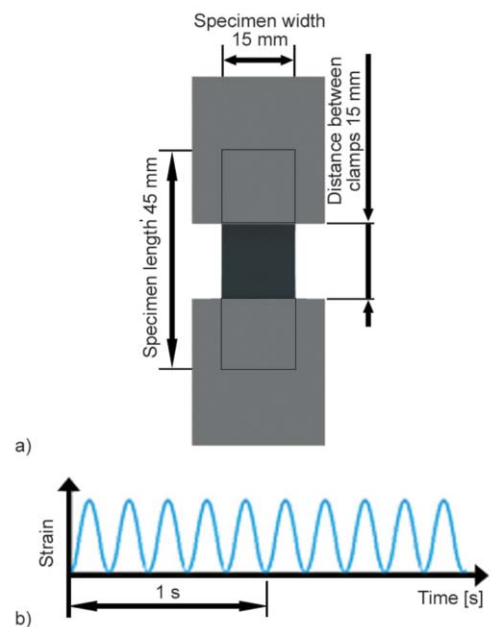 Specimen width
15 mm
Distance between
clamps 15 mm
Specimen length' 45 mm
a)
Strain
1 s
Time [s]
b)